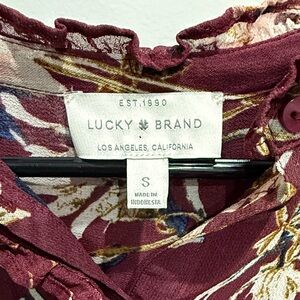 EST. 1990
LUCKY BRAND
LOS ANGELES, CALIFORNIA
S
MADE IN
INDONESIA